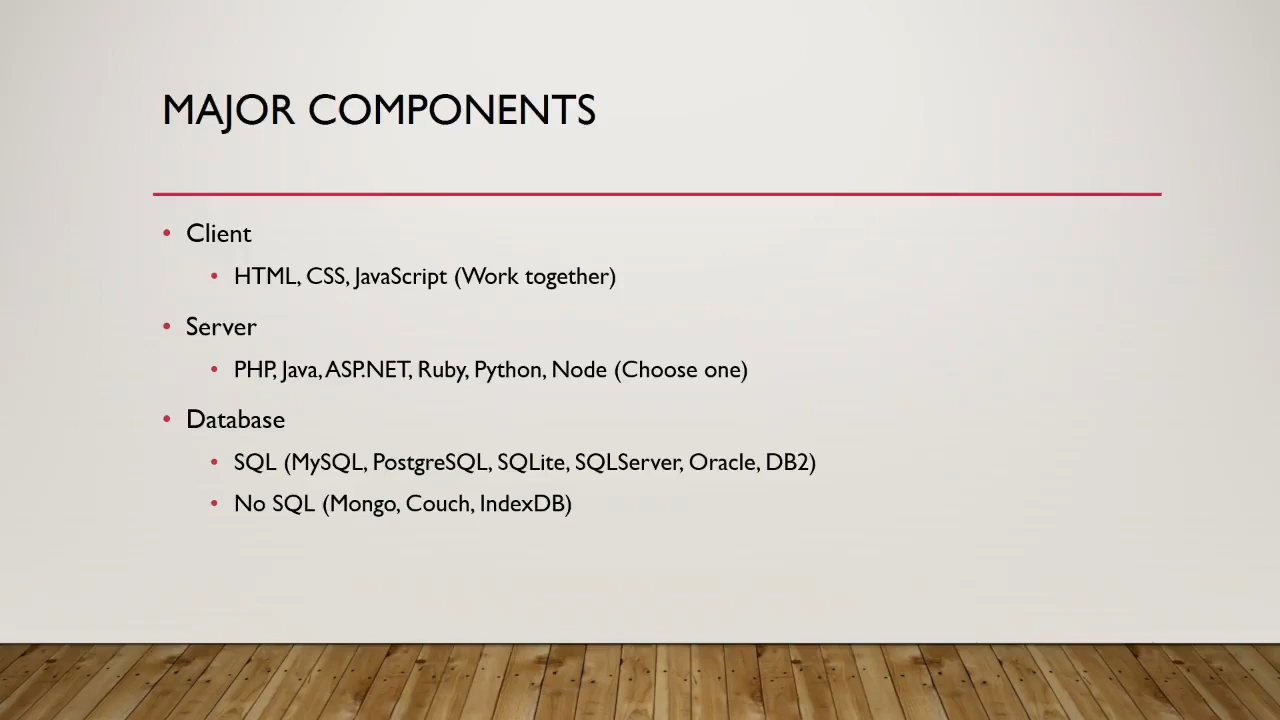 MAJOR COMPONENTS
• Client
• HTML, CSS, JavaScript (Work together)
• Server
• PHP, Java, ASP.NET, Ruby, Python, Node (Choose one)
• Database
• SQL (MySQL, PostgreSQL, SQLite, SQLServer, Oracle, DB2)
• No SQL (Mongo, Couch, IndexDB)